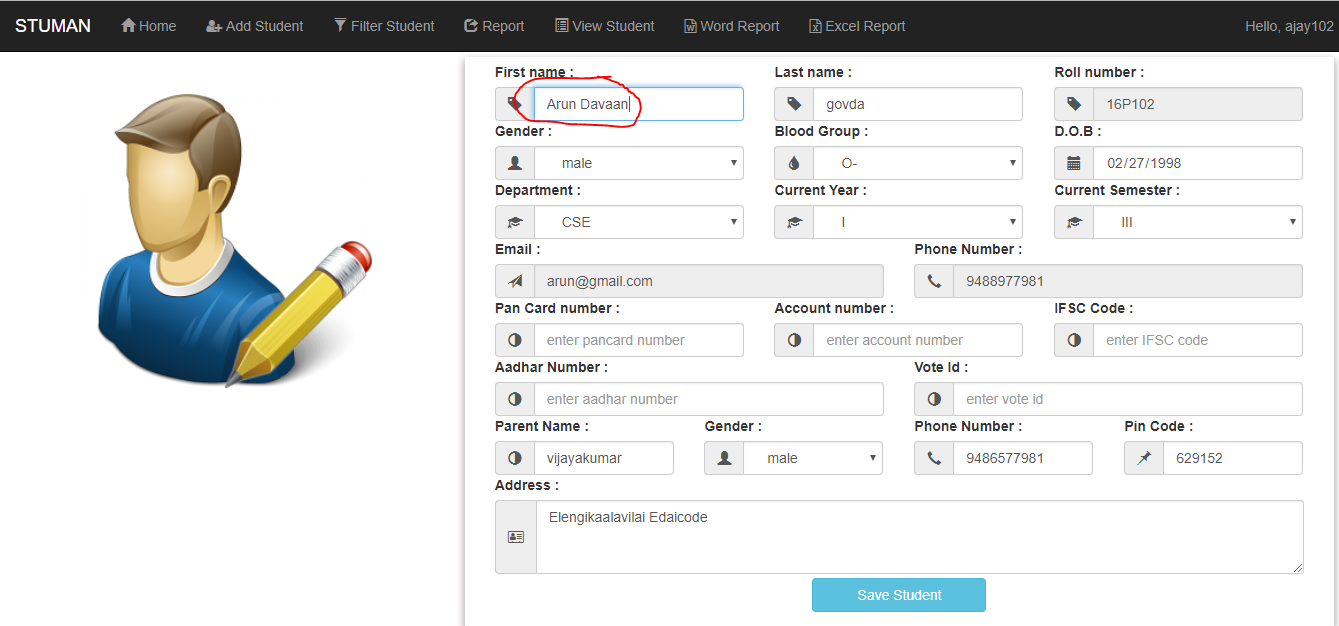 STUMAN Home Add Student Filter Student Report View Student Word Report Excel Report Hello, ajay102
First name : Last name : Roll number :
Arun Davaan govda 16P102
Gender : Blood Group : D.O.B :
male O- 02/27/1998
Department : Current Year : Current Semester :
CSE I III
Email : Phone Number :
arun@gmail.com 9488977981
Pan Card number : Account number : IFSC Code :
enter pancard number enter account number enter IFSC code
Aadhar Number : Vote Id :
enter aadhar number enter vote id
Parent Name : Gender : Phone Number : Pin Code :
vijayakumar male 9486577981 629152
Address :
Elengikaalavilai Edaicode
Save Student